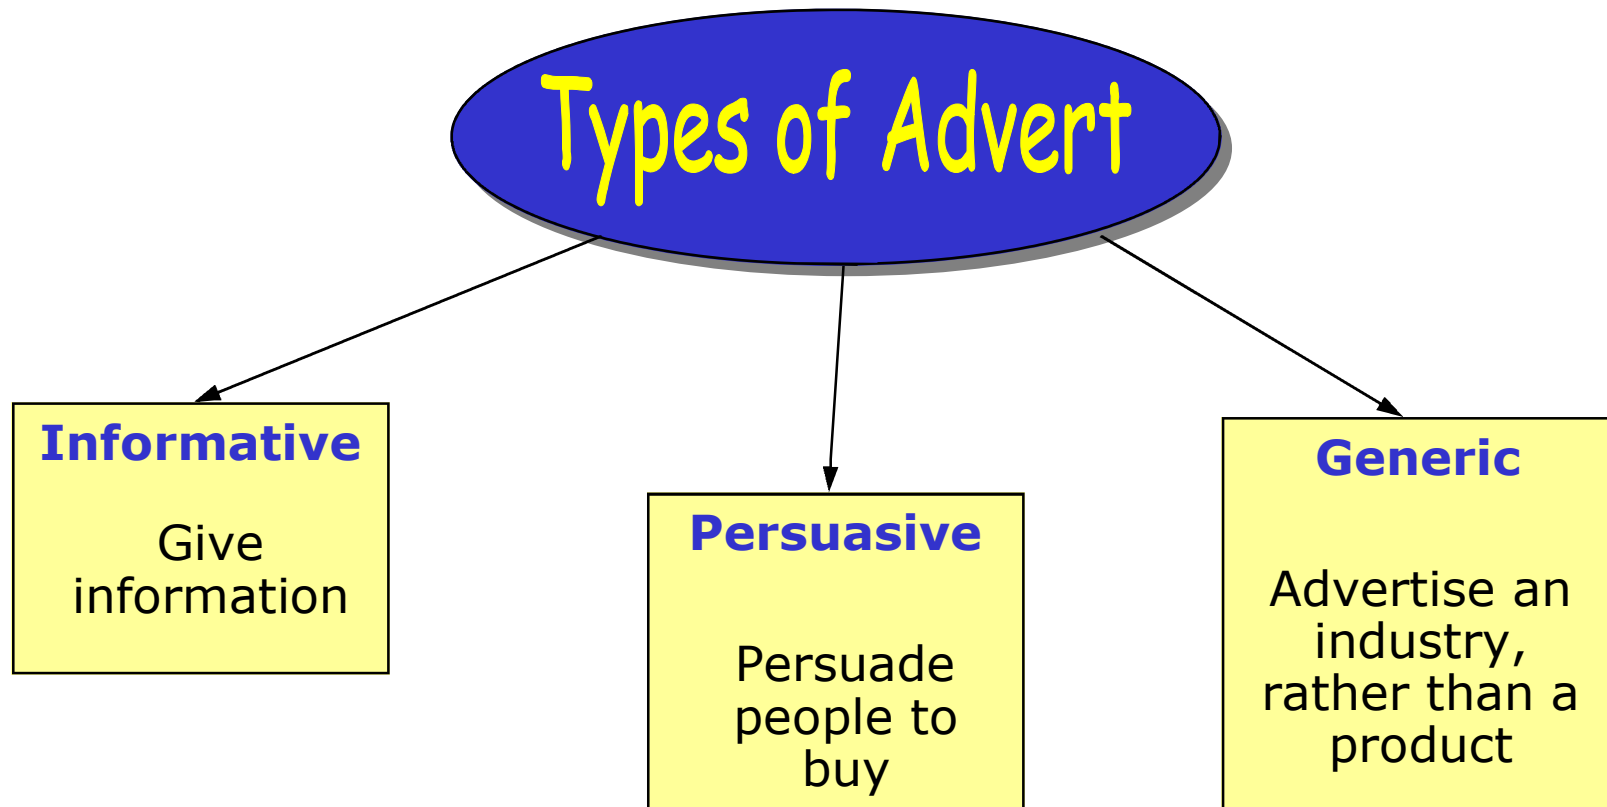 Types of Advert
Informative
Give
information
Persuasive
Persuade
people to
buy
Generic
Advertise an
industry,
rather than a
product